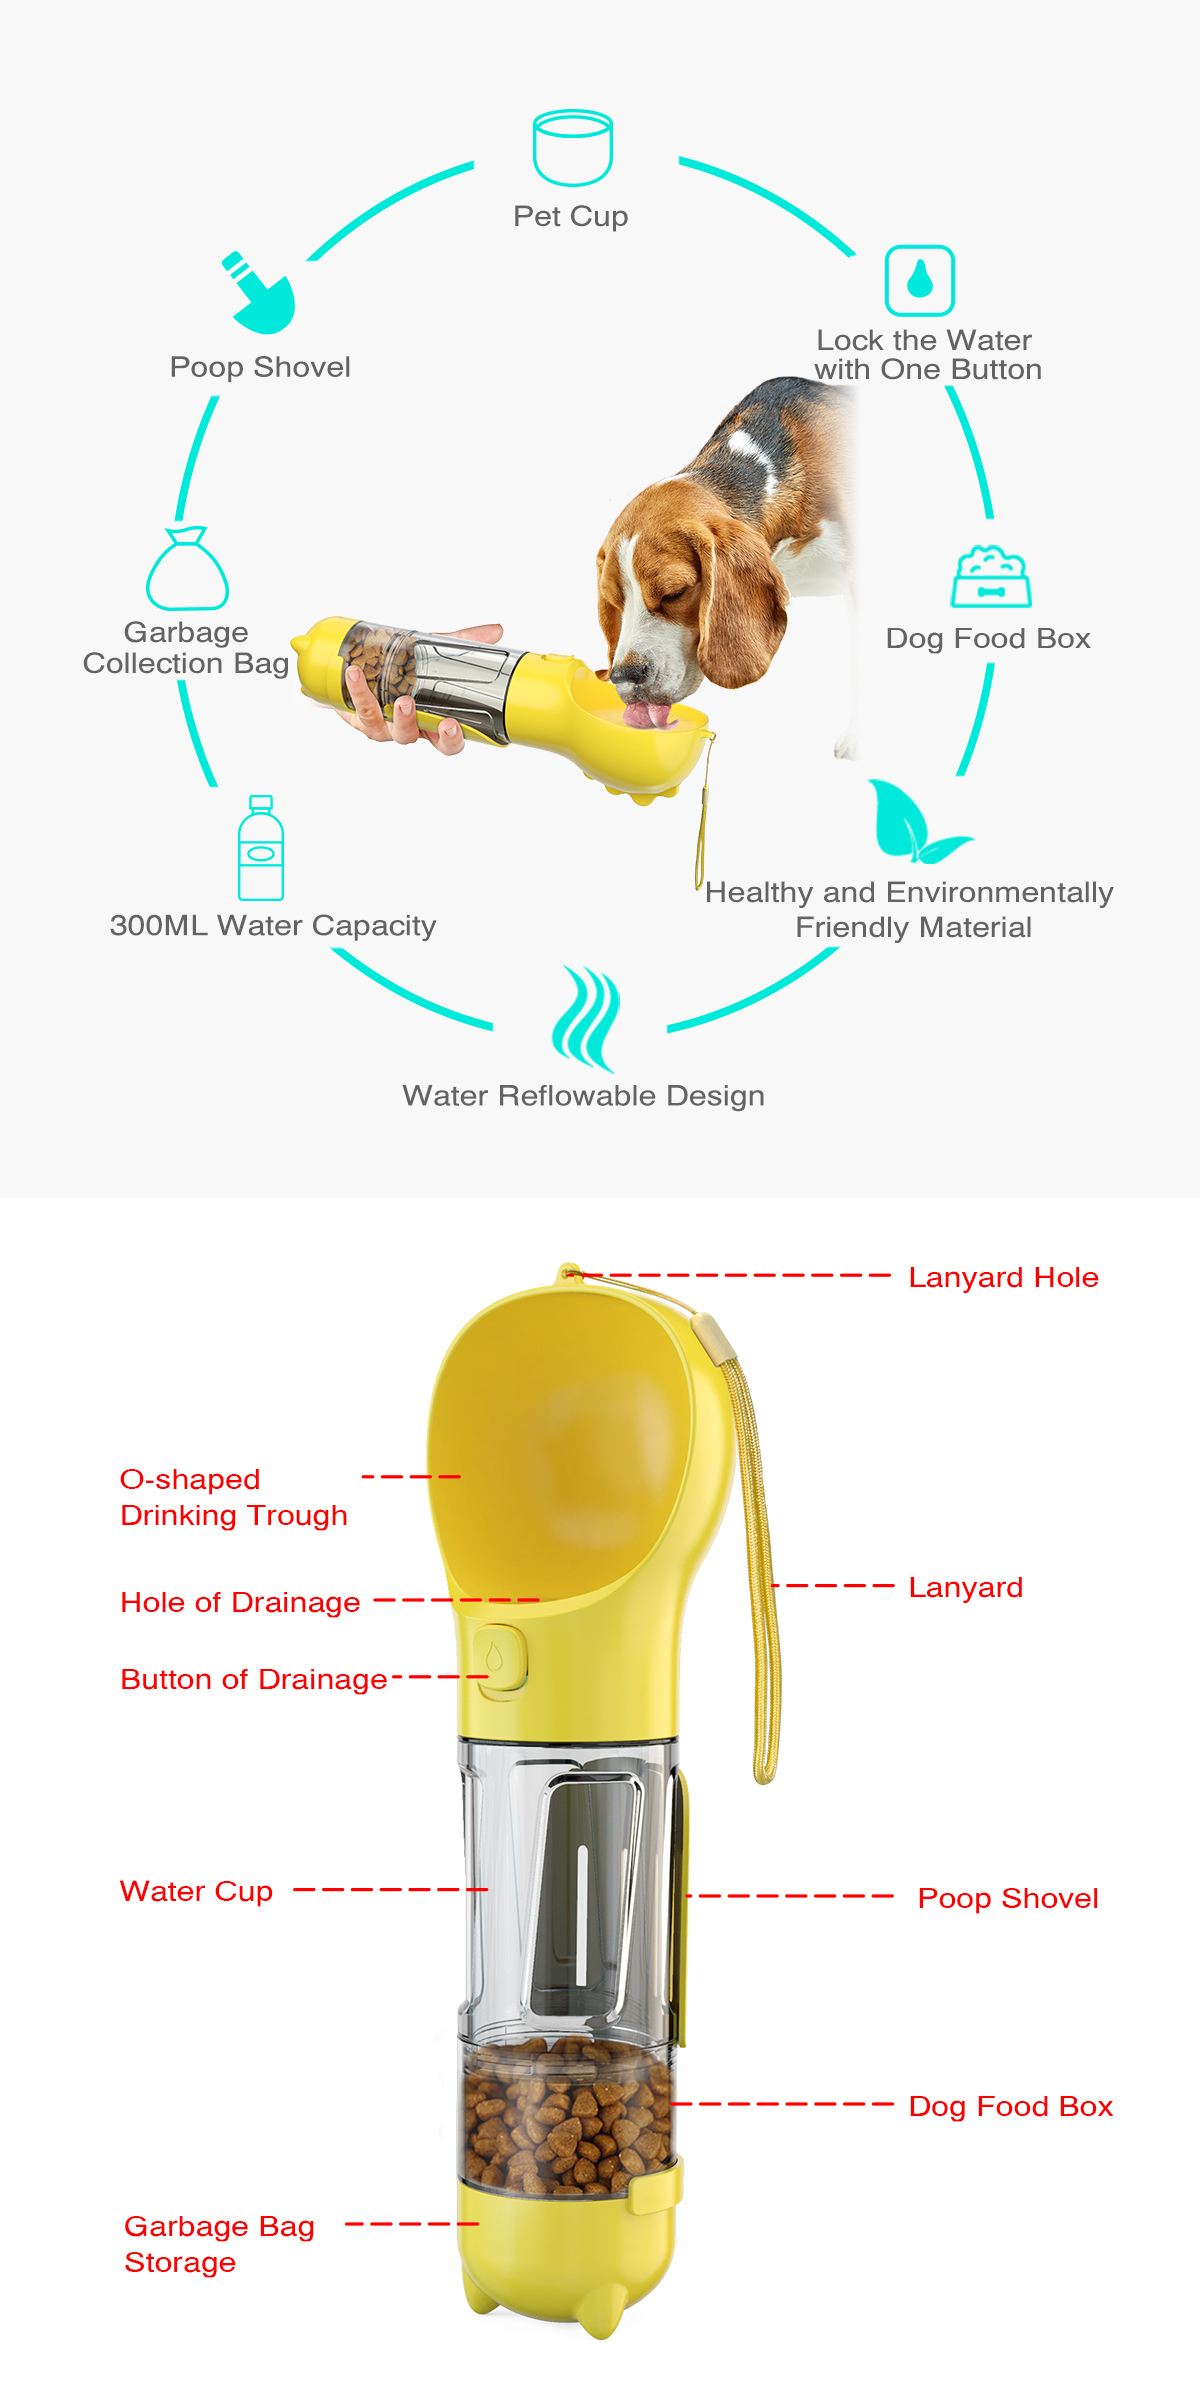 Pet Cup
Lock the Water
with One Button
Poop Shovel
Garbage
Collection Bag
Dog Food Box
300ML Water Capacity
Healthy and Environmentally
Friendly Material
Water Reflowable Design
Lanyard Hole
O-shaped
Drinking Trough
Hole of Drainage
Lanyard
Button of Drainage
Water Cup
Poop Shovel
Dog Food Box
Garbage Bag
Storage